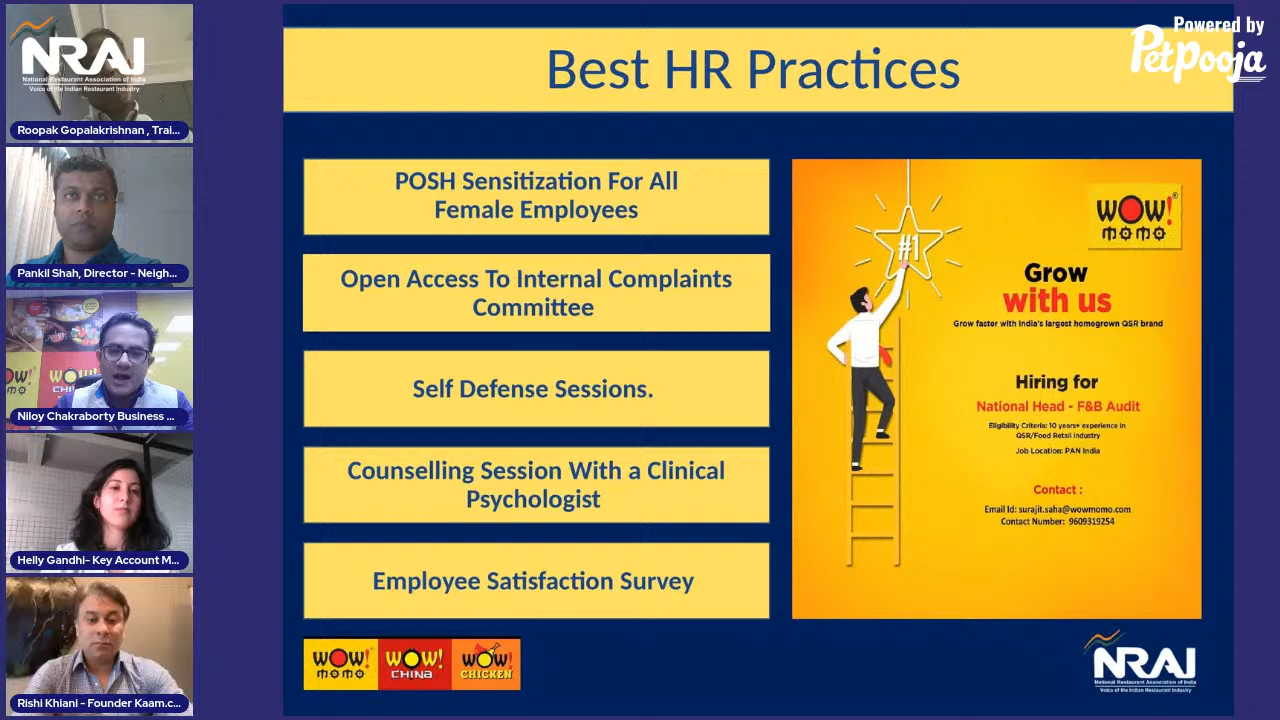 NRAI
National Restaurant Association of India
Voice of the Indian Restaurant Industry
Roopak Gopalakrishnan , Trai...
Pankil Shah, Director - Neigh...
WOW! CHINA
Niloy Chakraborty Business ...
Helly Gandhi- Key Account M...
Rishi Khiani - Founder Kaam.c...
Powered by
PetPooja
Best HR Practices
POSH Sensitization For All
Female Employees
Open Access To Internal Complaints
Committee
Self Defense Sessions.
Counselling Session With a Clinical
Psychologist
Employee Satisfaction Survey
WOW!
MOMO
#1
Grow
with us
Grow faster with India's largest homegrown QSR brand
Hiring for
National Head - F&B Audit
Eligibility Criteria: 10 years+ experience in
QSR/Food Retail Industry
Job Location: PAN India
Contact :
Email Id: surajit.saha@wowmomo.com
Contact Number: 9609319254
WOW! MOMO
WOW! CHINA
WOW! CHICKEN
NRAI
National Restaurant Association of India
Voice of the Indian Restaurant Industry